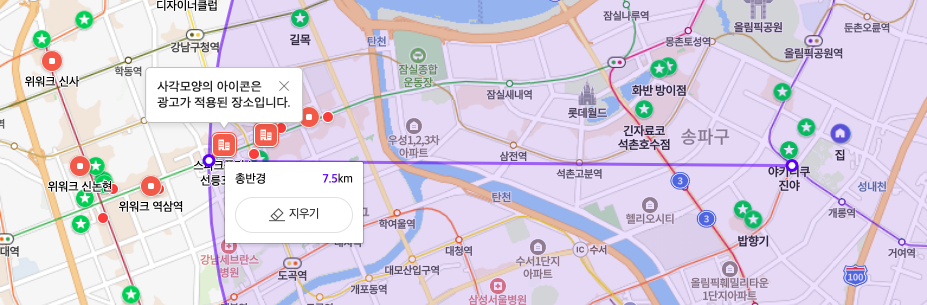 디자이너클럽
강남구청역
길목
탄천
잠실나루역
올림픽공원
둔촌오륜역
몽촌토성역
올림픽공원역
위워크 신사
학동역
사각모양의 아이콘은
광고가 적용된 장소입니다.
잠실종합
운동장
잠실새내역
롯데월드
화반 방이점
긴자료코
석촌호수점
송파구
집
우성1,2,3차
아파트
삼전역
석촌고분역
야키토쿠
진야
성내천
위워크 신논현
위워크 역삼역
총반경
7.5km
지우기
탄천
3
3
헬리오시티
밥향기
개롱역
거여역
학여울역
대청역
IC 수서
수서1단지
아파트
강남세브란스
병원
도곡역
대모산입구역
개포동역
삼성서울병원
올림픽훼밀리타운
1단지아파트
100
대역